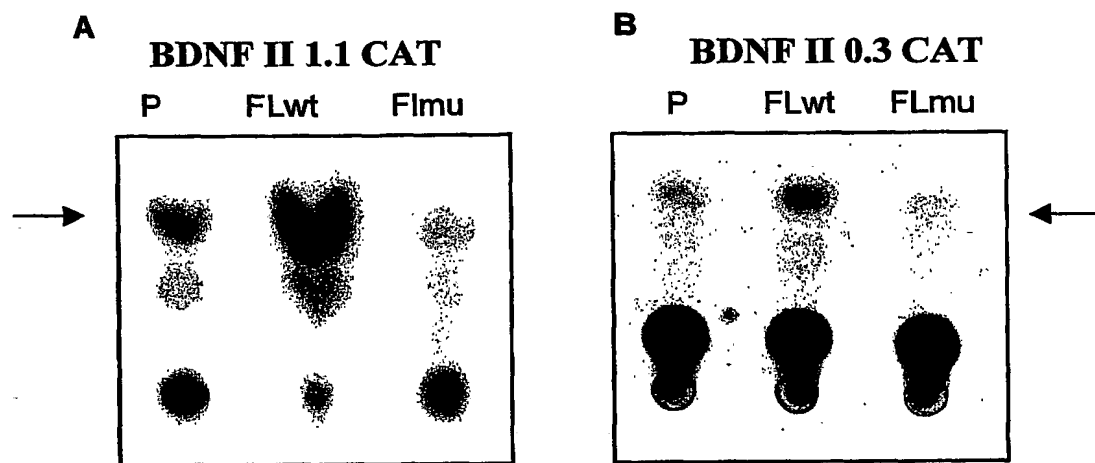 A
BDNF II 1.1 CAT
P FLwt Flmu
B
BDNF II 0.3 CAT
P FLwt FLmu